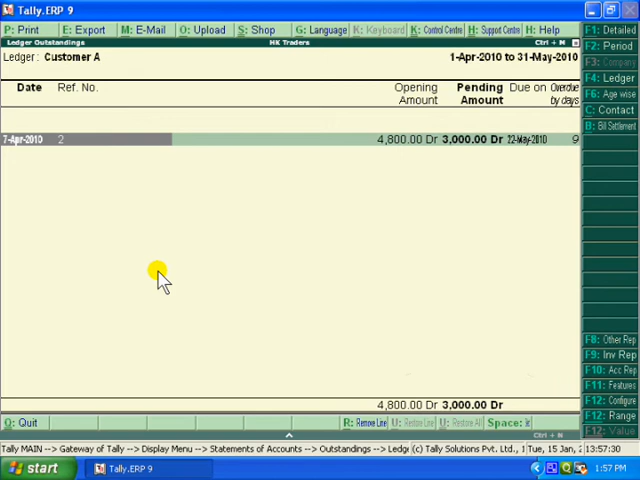 Tally.ERP 9
P: Print E: Export M: E-Mail O: Upload S: Shop G: Language K: Keyboard K: Control Centre H: Support Centre H: Help F1: Detailed
Ledger Outstandings HK Traders Ctrl + N
F2: Period
Ledger: Customer A 1-Apr-2010 to 31-May-2010
F3: Company
F4: Ledger
Date Ref. No. Opening Amount Pending Amount Due on Overdue by days
F6: Age wise
C: Contact
B: Bill Settlement
7-Apr-2010 2 4,800.00 Dr 3,000.00 Dr 22-May-2010 9
F8: Other Rep
F9: Inv Rep
F10: Acc Rep
F11: Features
F12: Configure
4,800.00 Dr 3,000.00 Dr
F12: Range
Q: Quit R: Remove Line U: Restore Line U: Restore All Space:
F12: Value
Ctrl + N
Tally MAIN --> Gateway of Tally --> Display Menu --> Statements of Accounts --> Outstandings --> Ledge (c) Tally Solutions Pvt. Ltd., Tue, 15 Jan, 13:57:30
start Tally.ERP 9 1:57 PM